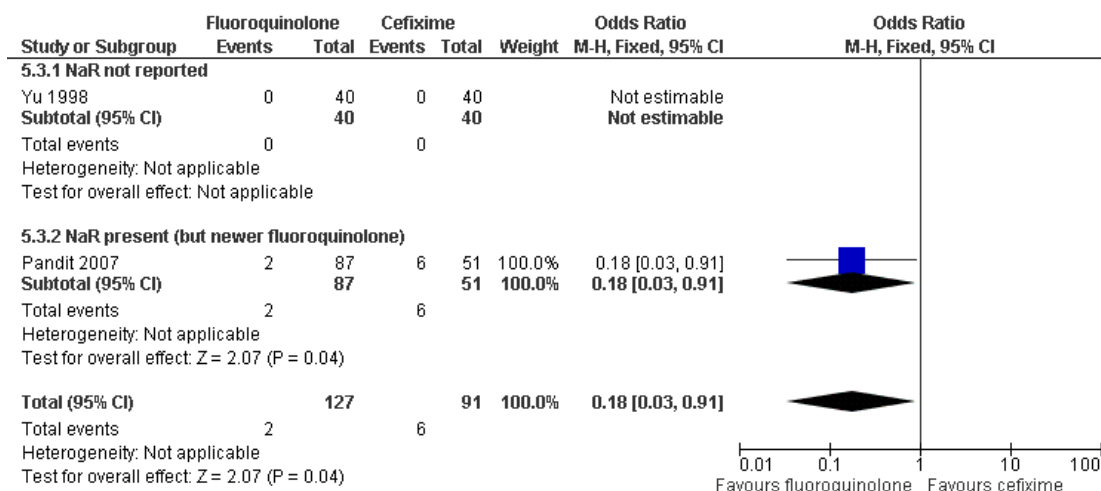 Fluoroquinolone Cefixime Odds Ratio Odds Ratio
Study or Subgroup Events Total Events Total Weight M-H, Fixed, 95% CI M-H, Fixed, 95% CI
5.3.1 NaR not reported
Yu 1998 0 40 0 40 Not estimable
Subtotal (95% CI) 40 40 Not estimable
Total events 0 0
Heterogeneity: Not applicable
Test for overall effect: Not applicable
5.3.2 NaR present (but newer fluoroquinolone)
Pandit 2007 2 87 6 51 100.0% 0.18 [0.03, 0.91]
Subtotal (95% CI) 87 51 100.0% 0.18 [0.03, 0.91]
Total events 2 6
Heterogeneity: Not applicable
Test for overall effect: Z = 2.07 (P = 0.04)
Total (95% CI) 127 91 100.0% 0.18 [0.03, 0.91]
Total events 2 6
Heterogeneity: Not applicable
Test for overall effect: Z = 2.07 (P = 0.04)
0.01 0.1 1 10 100
Favours fluoroquinolone Favours cefixime